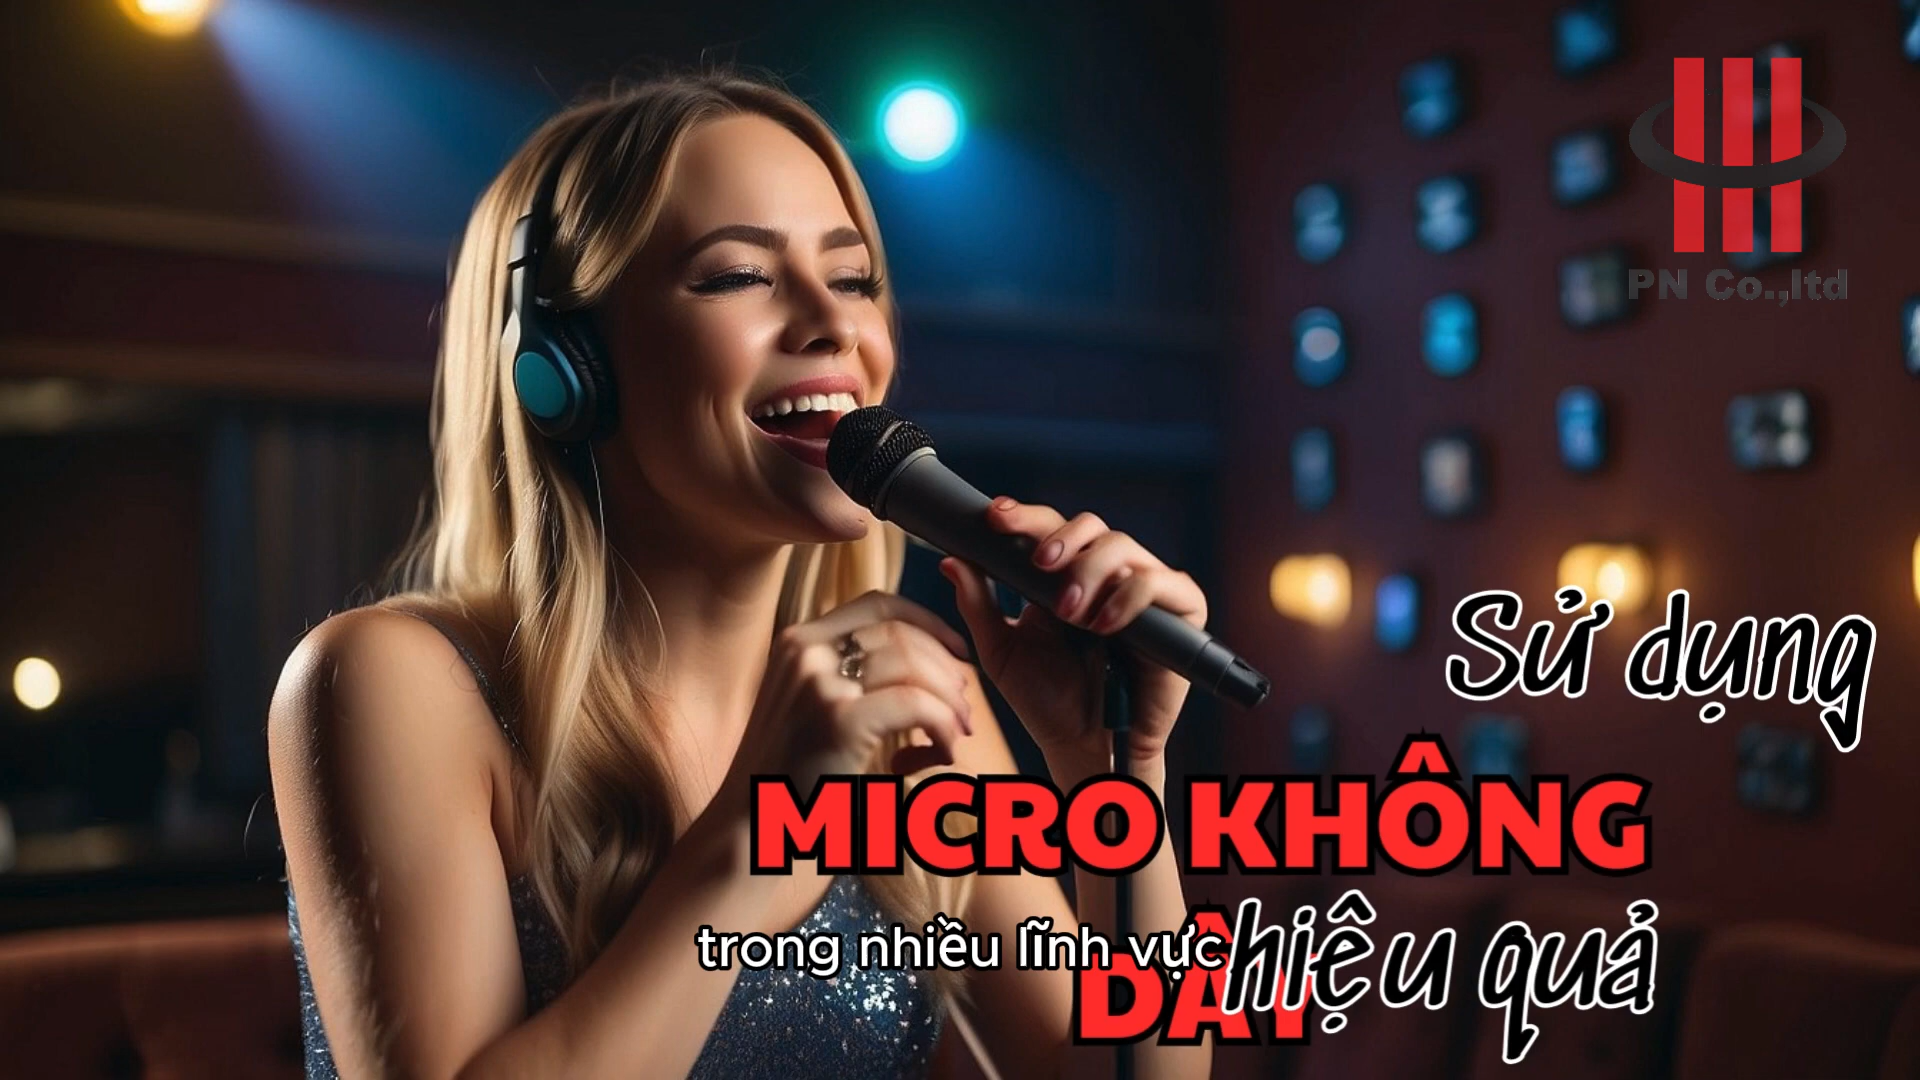 PN Co.,ltd
Sử dụng
MICRO KHÔNG
DÂY
hiệu quả
trong nhiều lĩnh vực